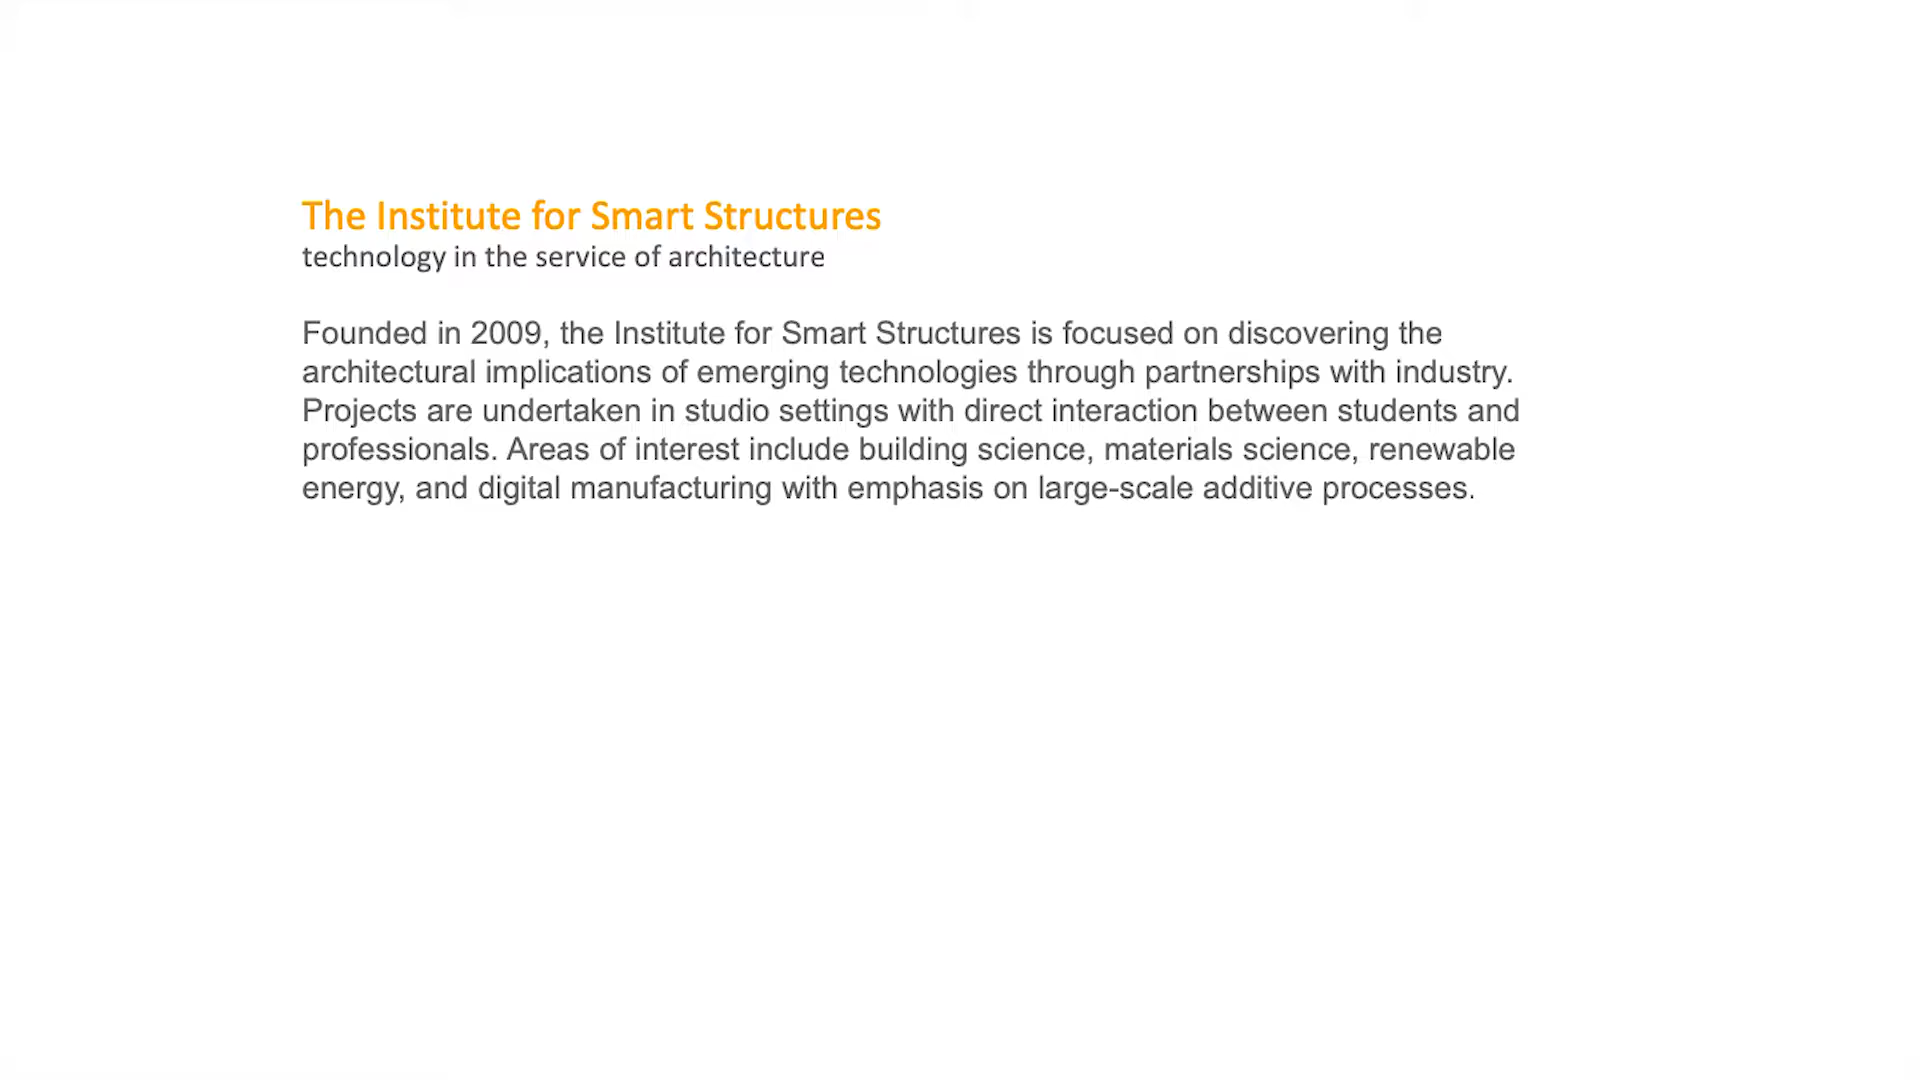 The Institute for Smart Structures
technology in the service of architecture
Founded in 2009, the Institute for Smart Structures is focused on discovering the
architectural implications of emerging technologies through partnerships with industry.
Projects are undertaken in studio settings with direct interaction between students and
professionals. Areas of interest include building science, materials science, renewable
energy, and digital manufacturing with emphasis on large-scale additive processes.